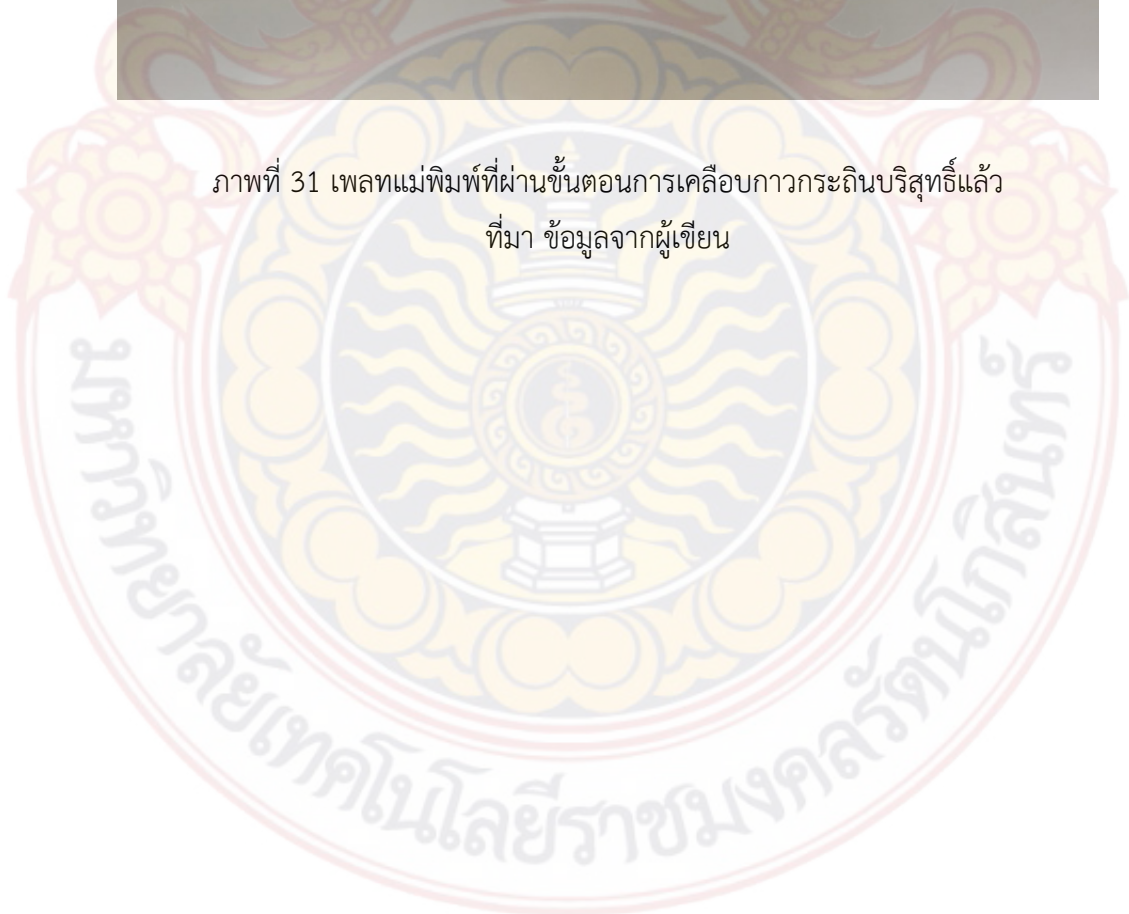 ภาพที่ 31 เพลทแม่พิมพ์ที่ผ่านขั้นตอนการเคลือบกาวกระถินบริสุทธิ์แล้ว
ที่มา ข้อมูลจากผู้เขียน
มหาวิทยาลัยเทคโนโลยีราชมงคลรัตนโกสินทร์